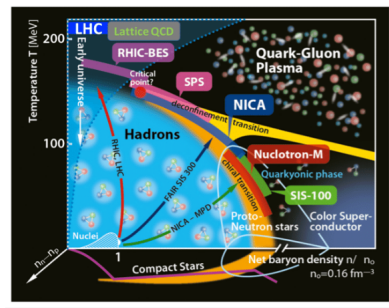 LHC
Lattice QCD
RHIC-BES
200
Temperature T [MeV]
Early universe
Critical
point?
SPS
Quark-Gluon
Plasma
deconfinement transition
NICA
Hadrons
100
Nuclotron-M
Quarkyonic phase
SIS-100
RHIC, LHC
FAIR SIS 300
NICA – MPD
chiral transition
Proto-
Neutron stars
Color Super-
conductor
Nuclei
1
Net baryon density n/ n₀
n₀=0.16 fm⁻³
Compact Stars